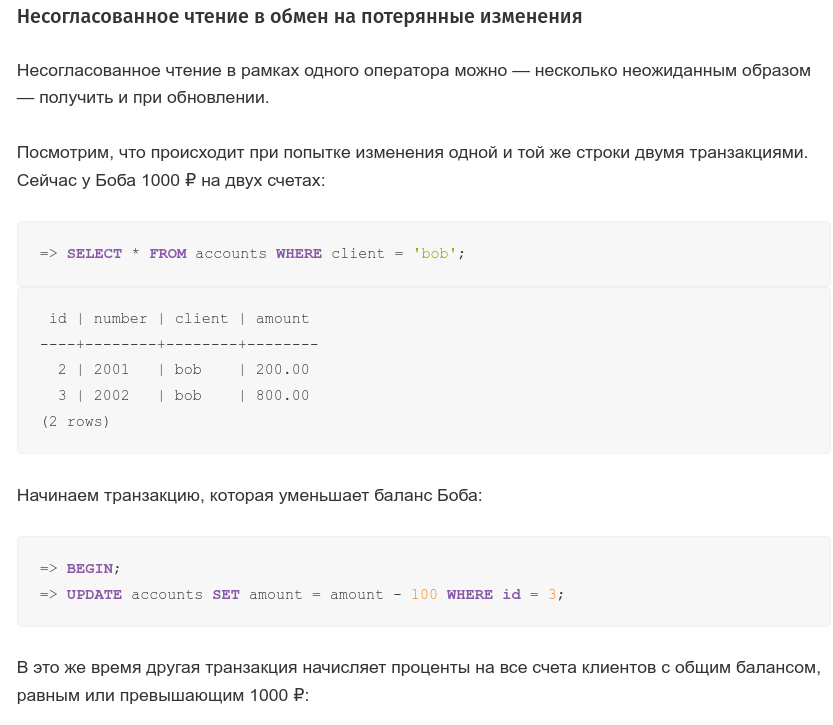 Несогласованное чтение в обмен на потерянные изменения
Несогласованное чтение в рамках одного оператора можно — несколько неожиданным образом
— получить и при обновлении.
Посмотрим, что происходит при попытке изменения одной и той же строки двумя транзакциями.
Сейчас у Боба 1000 ₽ на двух счетах:
=> SELECT * FROM accounts WHERE client = 'bob';
 id | number | client | amount
----+--------+--------+--------
  2 | 2001   | bob    | 200.00
  3 | 2002   | bob    | 800.00
(2 rows)
Начинаем транзакцию, которая уменьшает баланс Боба:
=> BEGIN;
=> UPDATE accounts SET amount = amount - 100 WHERE id = 3;
В это же время другая транзакция начисляет проценты на все счета клиентов с общим балансом,
равным или превышающим 1000 ₽: